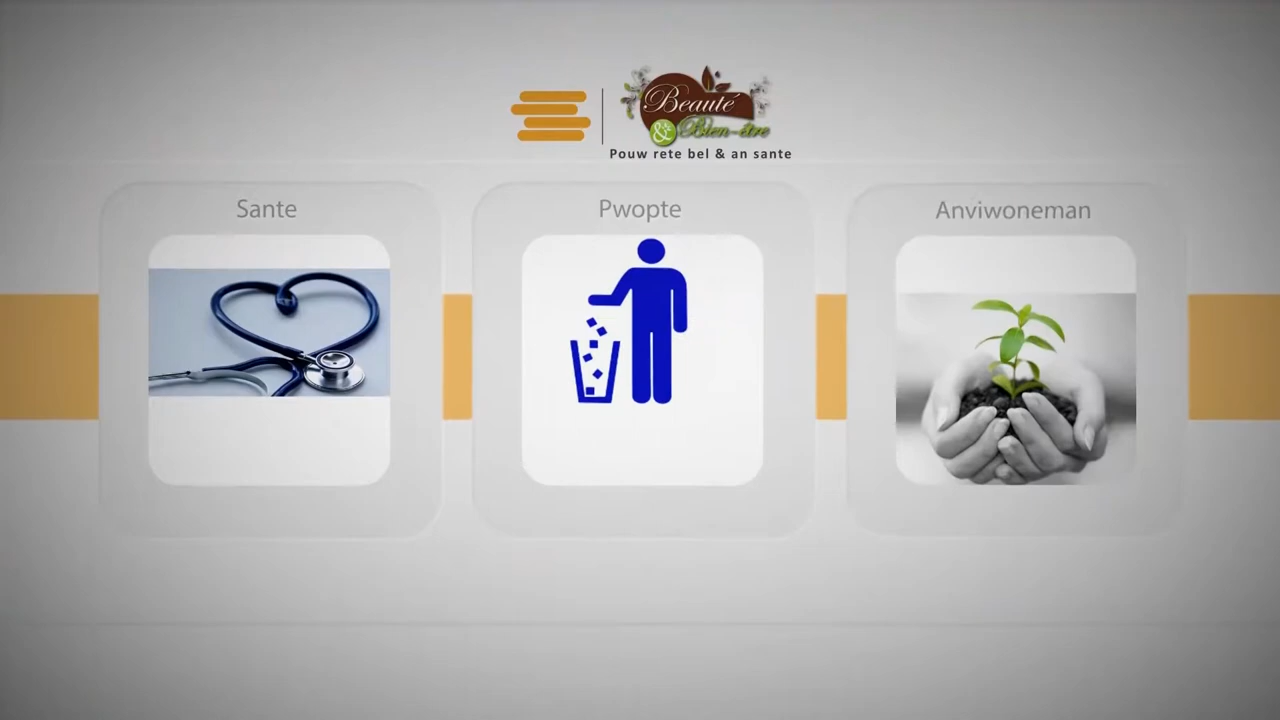 Beauté
& Bien-être
Pouw rete bel & an sante
Sante
Pwopte
Anviwoneman